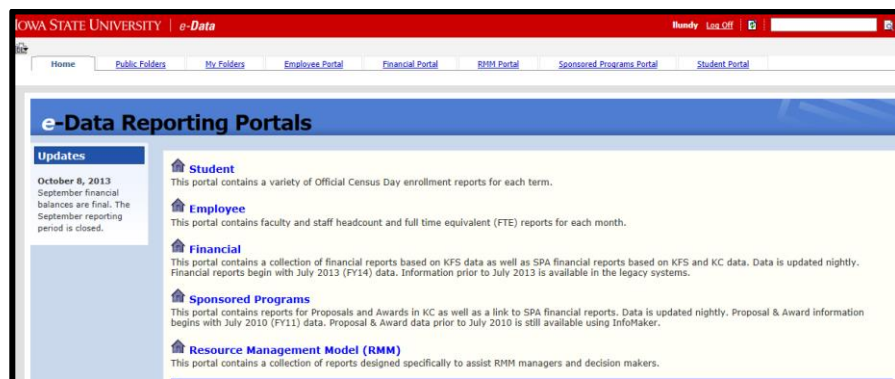 IOWA STATE UNIVERSITY | e-Data
llundy Log Off
Home Public Folders My Folders Employee Portal Financial Portal RMM Portal Sponsored Programs Portal Student Portal
e-Data Reporting Portals
Updates
October 8, 2013
September financial
balances are final. The
September reporting
period is closed.
Student
This portal contains a variety of Official Census Day enrollment reports for each term.
Employee
This portal contains faculty and staff headcount and full time equivalent (FTE) reports for each month.
Financial
This portal contains a collection of financial reports based on KFS data as well as SPA financial reports based on KFS and KC data. Data is updated nightly.
Financial reports begin with July 2013 (FY14) data. Information prior to July 2013 is available in the legacy systems.
Sponsored Programs
This portal contains reports for Proposals and Awards in KC as well as a link to SPA financial reports. Data is updated nightly. Proposal & Award information
begins with July 2010 (FY11) data. Proposal & Award data prior to July 2010 is still available using InfoMaker.
Resource Management Model (RMM)
This portal contains a collection of reports designed specifically to assist RMM managers and decision makers.